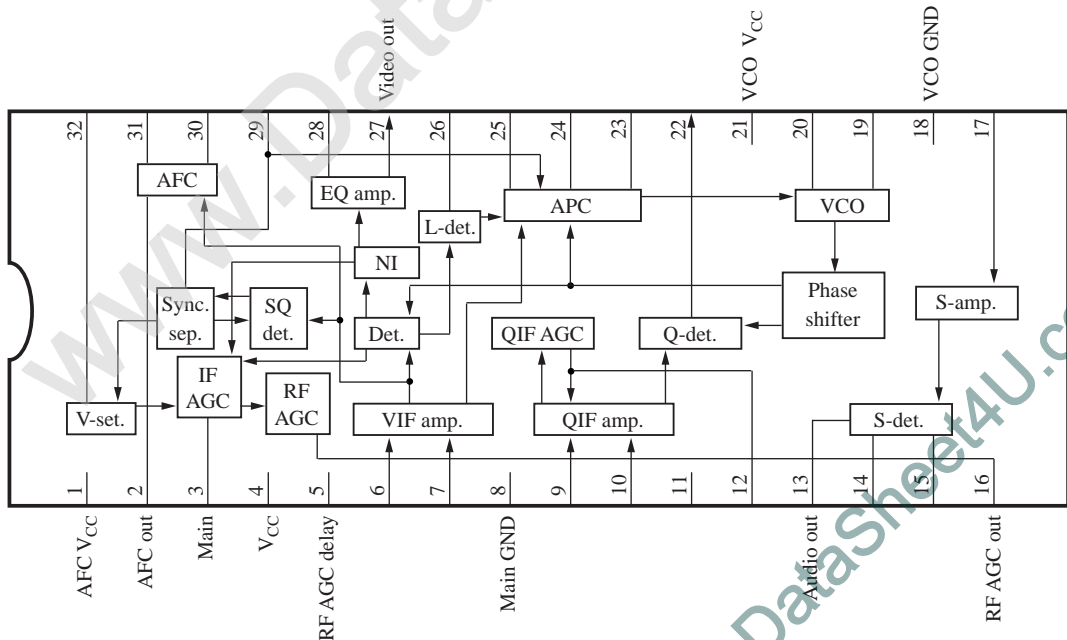 Video out
VCO VCC
VCO GND
32
31
30
29
28
27
26
25
24
23
22
21
20
19
18
17
AFC
EQ amp.
L-det.
APC
VCO
NI
Sync.
sep.
SQ
det.
Det.
QIF AGC
Q-det.
Phase
shifter
S-amp.
IF
AGC
RF
AGC
V-set.
VIF amp.
QIF amp.
S-det.
1
2
3
4
5
6
7
8
9
10
11
12
13
14
15
16
AFC VCC
AFC out
Main
VCC
RF AGC delay
Main GND
Audio out
RF AGC out
www.Data
DataSheet4U.c